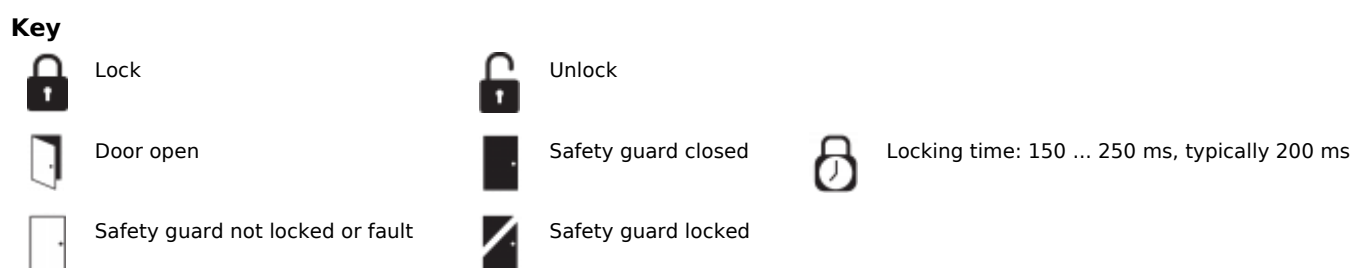 Key
Lock
Unlock
Door open
Safety guard closed
Locking time: 150 ... 250 ms, typically 200 ms
Safety guard not locked or fault
Safety guard locked